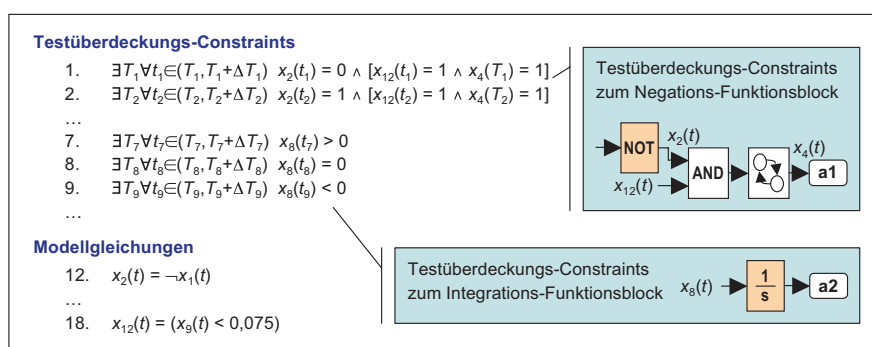 Testüberdeckungs-Constraints
1. ∃T₁∀t₁∈(T₁,T₁+ΔT₁) x₂(t₁) = 0 ∧ [x₁₂(t₁) = 1 ∧ x₄(T₁) = 1]
2. ∃T₂∀t₂∈(T₂,T₂+ΔT₂) x₂(t₂) = 1 ∧ [x₁₂(t₂) = 1 ∧ x₄(T₂) = 1]
…
7. ∃T₇∀t₇∈(T₇,T₇+ΔT₇) x₈(t₇) > 0
8. ∃T₈∀t₈∈(T₈,T₈+ΔT₈) x₈(t₈) = 0
9. ∃T₉∀t₉∈(T₉,T₉+ΔT₉) x₈(t₉) < 0
…
Modellgleichungen
12. x₂(t) = ¬x₁(t)
…
18. x₁₂(t) = (x₉(t) < 0,075)
Testüberdeckungs-Constraints
zum Negations-Funktionsblock
NOT
x₂(t)
x₁₂(t)
AND
x₄(t)
a1
Testüberdeckungs-Constraints
zum Integrations-Funktionsblock
x₈(t)
1
s
a2